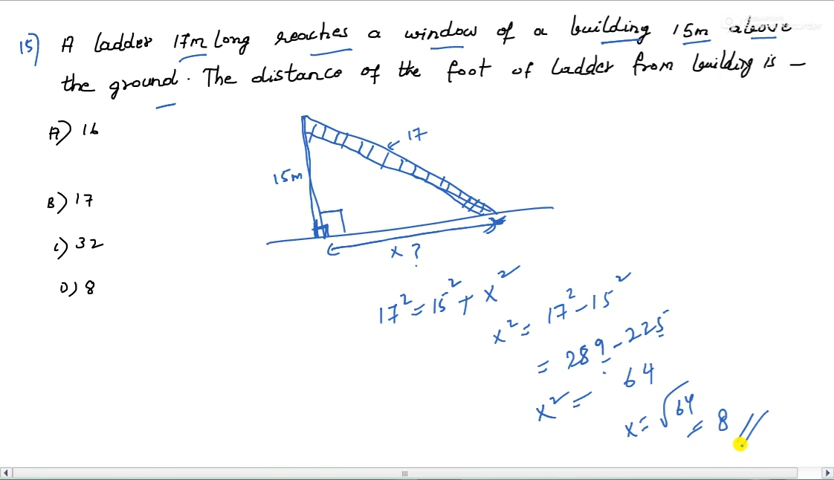 15) A ladder 17m long reaches a window of a building 15m above
the ground. The distance of the foot of ladder from building is -
A) 16
B) 17
C) 32
D) 8
17
15m
x ?
17² = 15² + x²
x² = 17² - 15²
= 289 - 225
x² = 64
x = √64 = 8 //